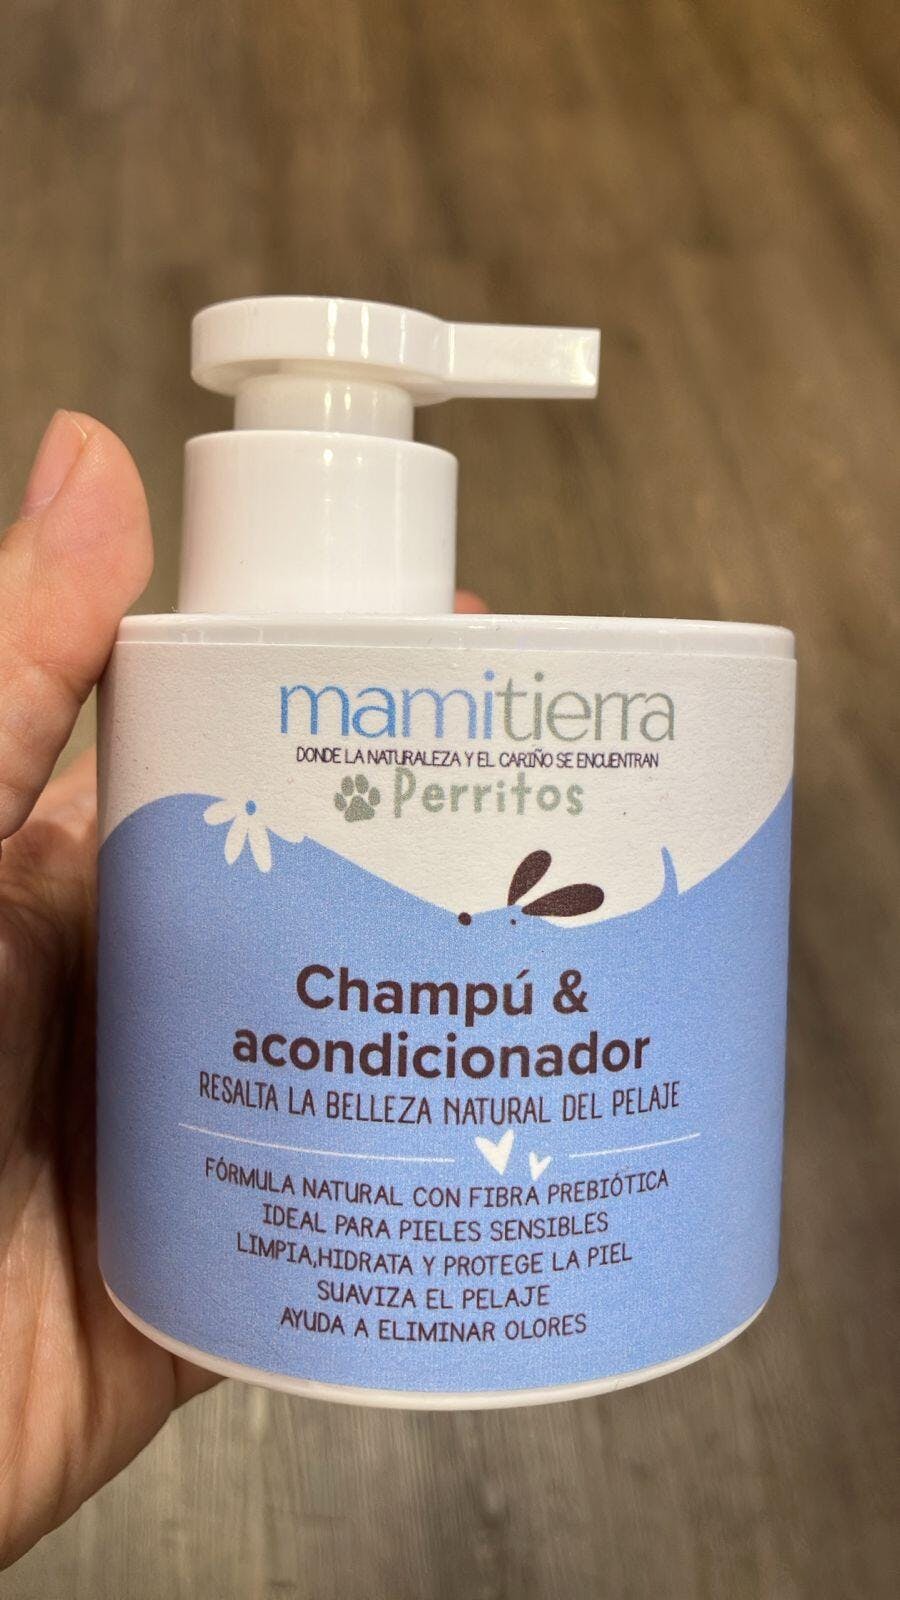 mamitierra
DONDE LA NATURALEZA Y EL CARIÑO SE ENCUENTRAN
Perritos
Champú &
acondicionador
RESALTA LA BELLEZA NATURAL DEL PELAJE
FÓRMULA NATURAL CON FIBRA PREBIÓTICA
IDEAL PARA PIELES SENSIBLES
LIMPIA,HIDRATA Y PROTEGE LA PIEL
SUAVIZA EL PELAJE
AYUDA A ELIMINAR OLORES